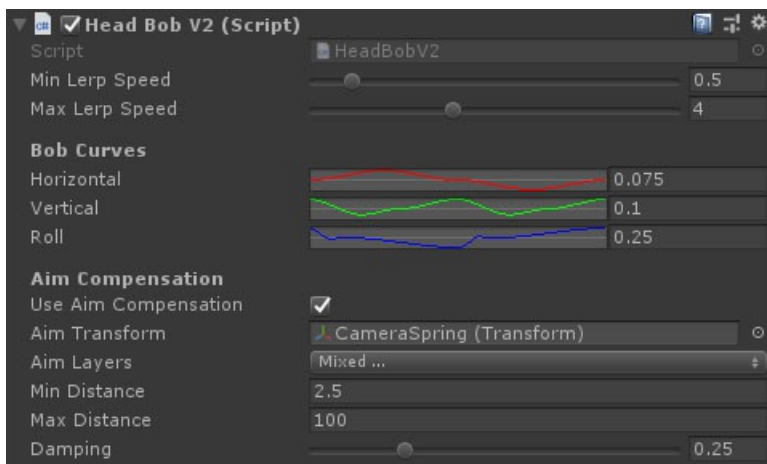 Head Bob V2 (Script)
Script HeadBobV2
Min Lerp Speed 0.5
Max Lerp Speed 4
Bob Curves
Horizontal 0.075
Vertical 0.1
Roll 0.25
Aim Compensation
Use Aim Compensation
Aim Transform CameraSpring (Transform)
Aim Layers Mixed ...
Min Distance 2.5
Max Distance 100
Damping 0.25